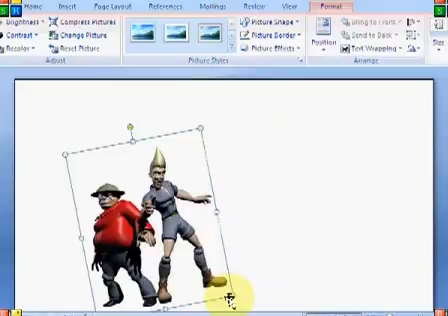 S R Home Insert Page Layout References Mailings Review View Format S
Brightness Compress Pictures Picture Shape Bring to Front
Contrast Change Picture Picture Border Position Send to Back
Recolor Reset Picture Picture Effects Text Wrapping Size
Adjust Picture Styles Arrange